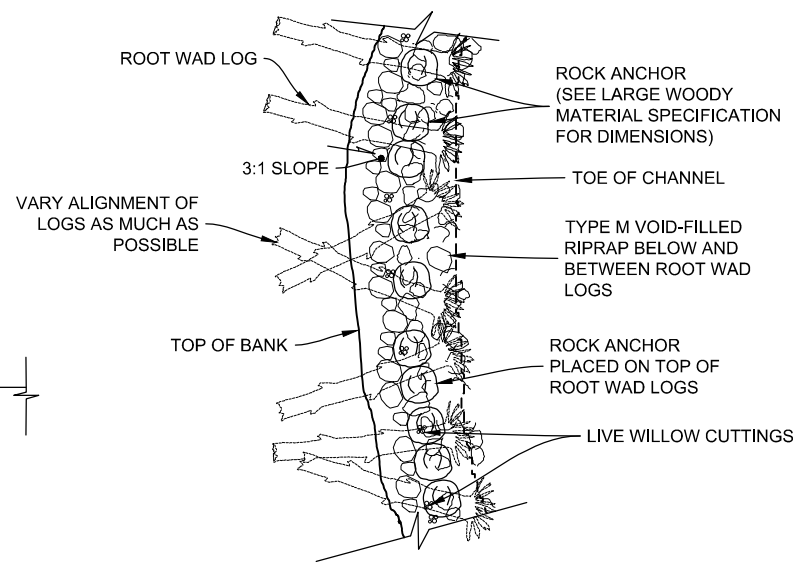 ROOT WAD LOG
3:1 SLOPE
VARY ALIGNMENT OF
LOGS AS MUCH AS
POSSIBLE
TOP OF BANK
ROCK ANCHOR
(SEE LARGE WOODY
MATERIAL SPECIFICATION
FOR DIMENSIONS)
TOE OF CHANNEL
TYPE M VOID-FILLED
RIPRAP BELOW AND
BETWEEN ROOT WAD
LOGS
ROCK ANCHOR
PLACED ON TOP OF
ROOT WAD LOGS
LIVE WILLOW CUTTINGS